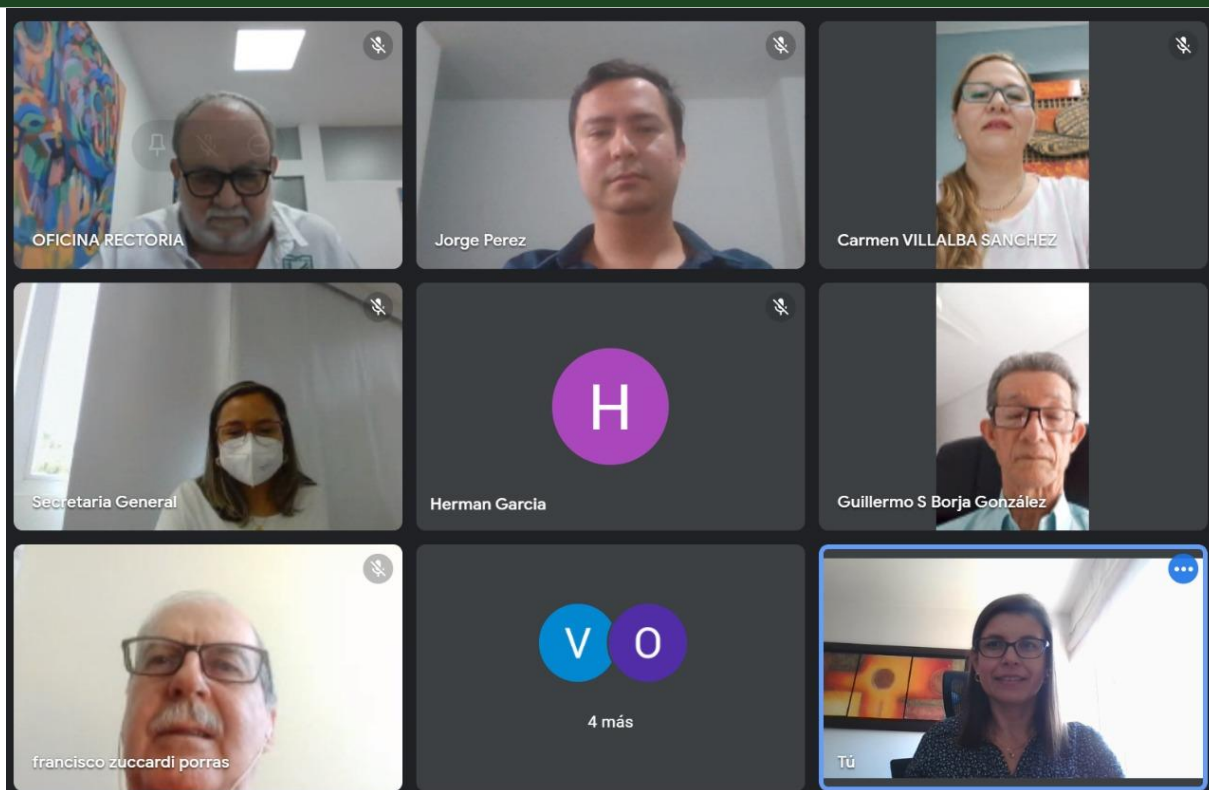 OFICINA RECTORIA
Jorge Perez
Carmen VILLALBA SANCHEZ
Secretaria General
H
Herman Garcia
Guillermo S Borja González
francisco zuccardi porras
V O
4 más
Tú